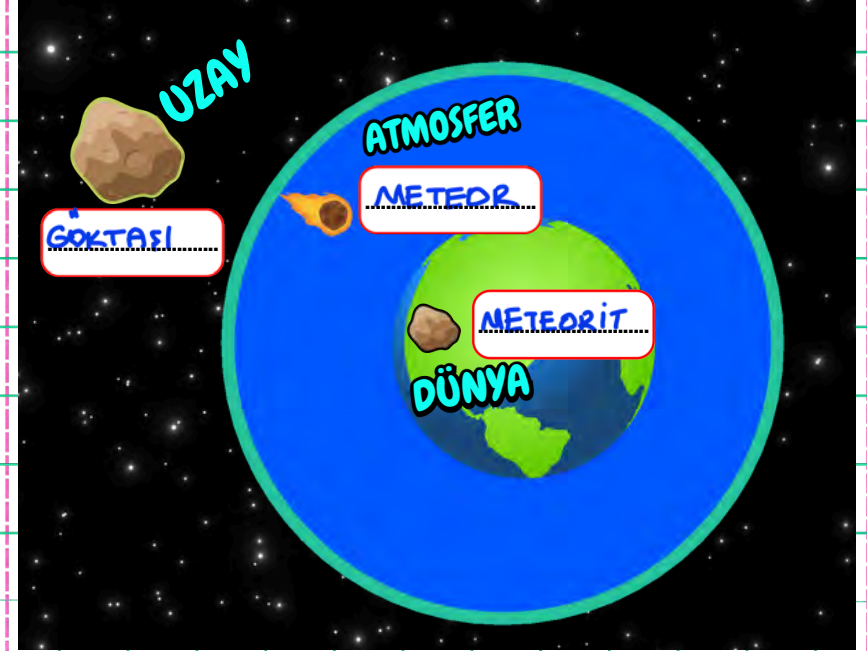 UZAY
ATMOSFER
METEOR
GÖKTAŞI
METEORİT
DÜNYA